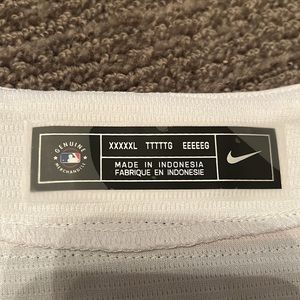 GENUINE
MERCHANDISE
XXXXXL TTTTTG EEEEEG
MADE IN INDONESIA
FABRIQUE EN INDONESIE